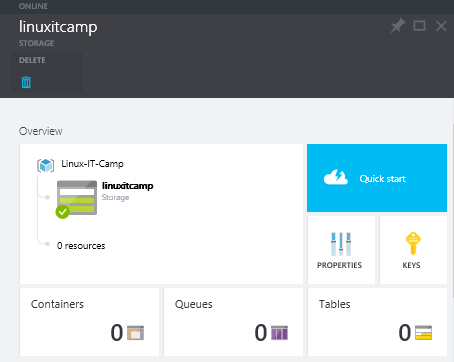 ONLINE
linuxitcamp
STORAGE
DELETE
Overview
Linux-IT-Camp
linuxitcamp
Storage
0 resources
Quick start
PROPERTIES
KEYS
Containers
0
Queues
0
Tables
0